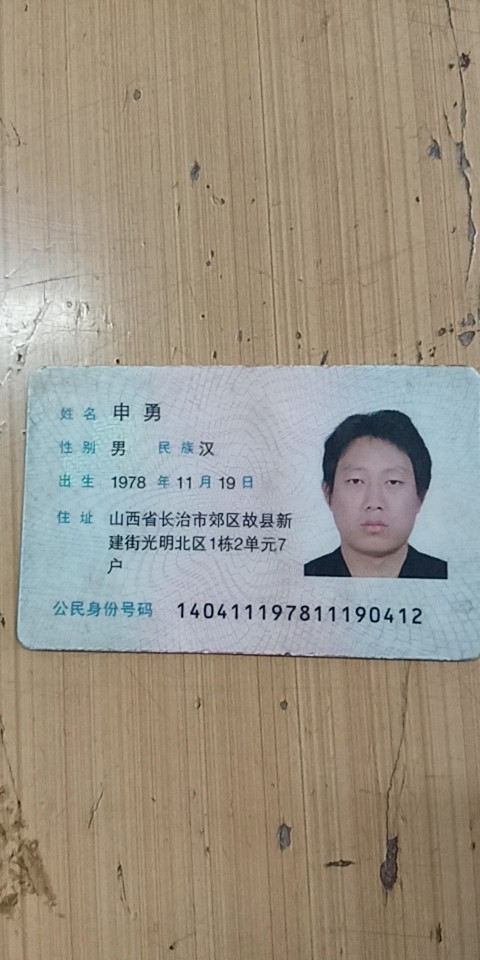 姓名 申勇
性别 男 民族 汉
出生 1978 年 11 月 19 日
住址 山西省长治市郊区故县新
建街光明北区1栋2单元7
户
公民身份号码 140411197811190412